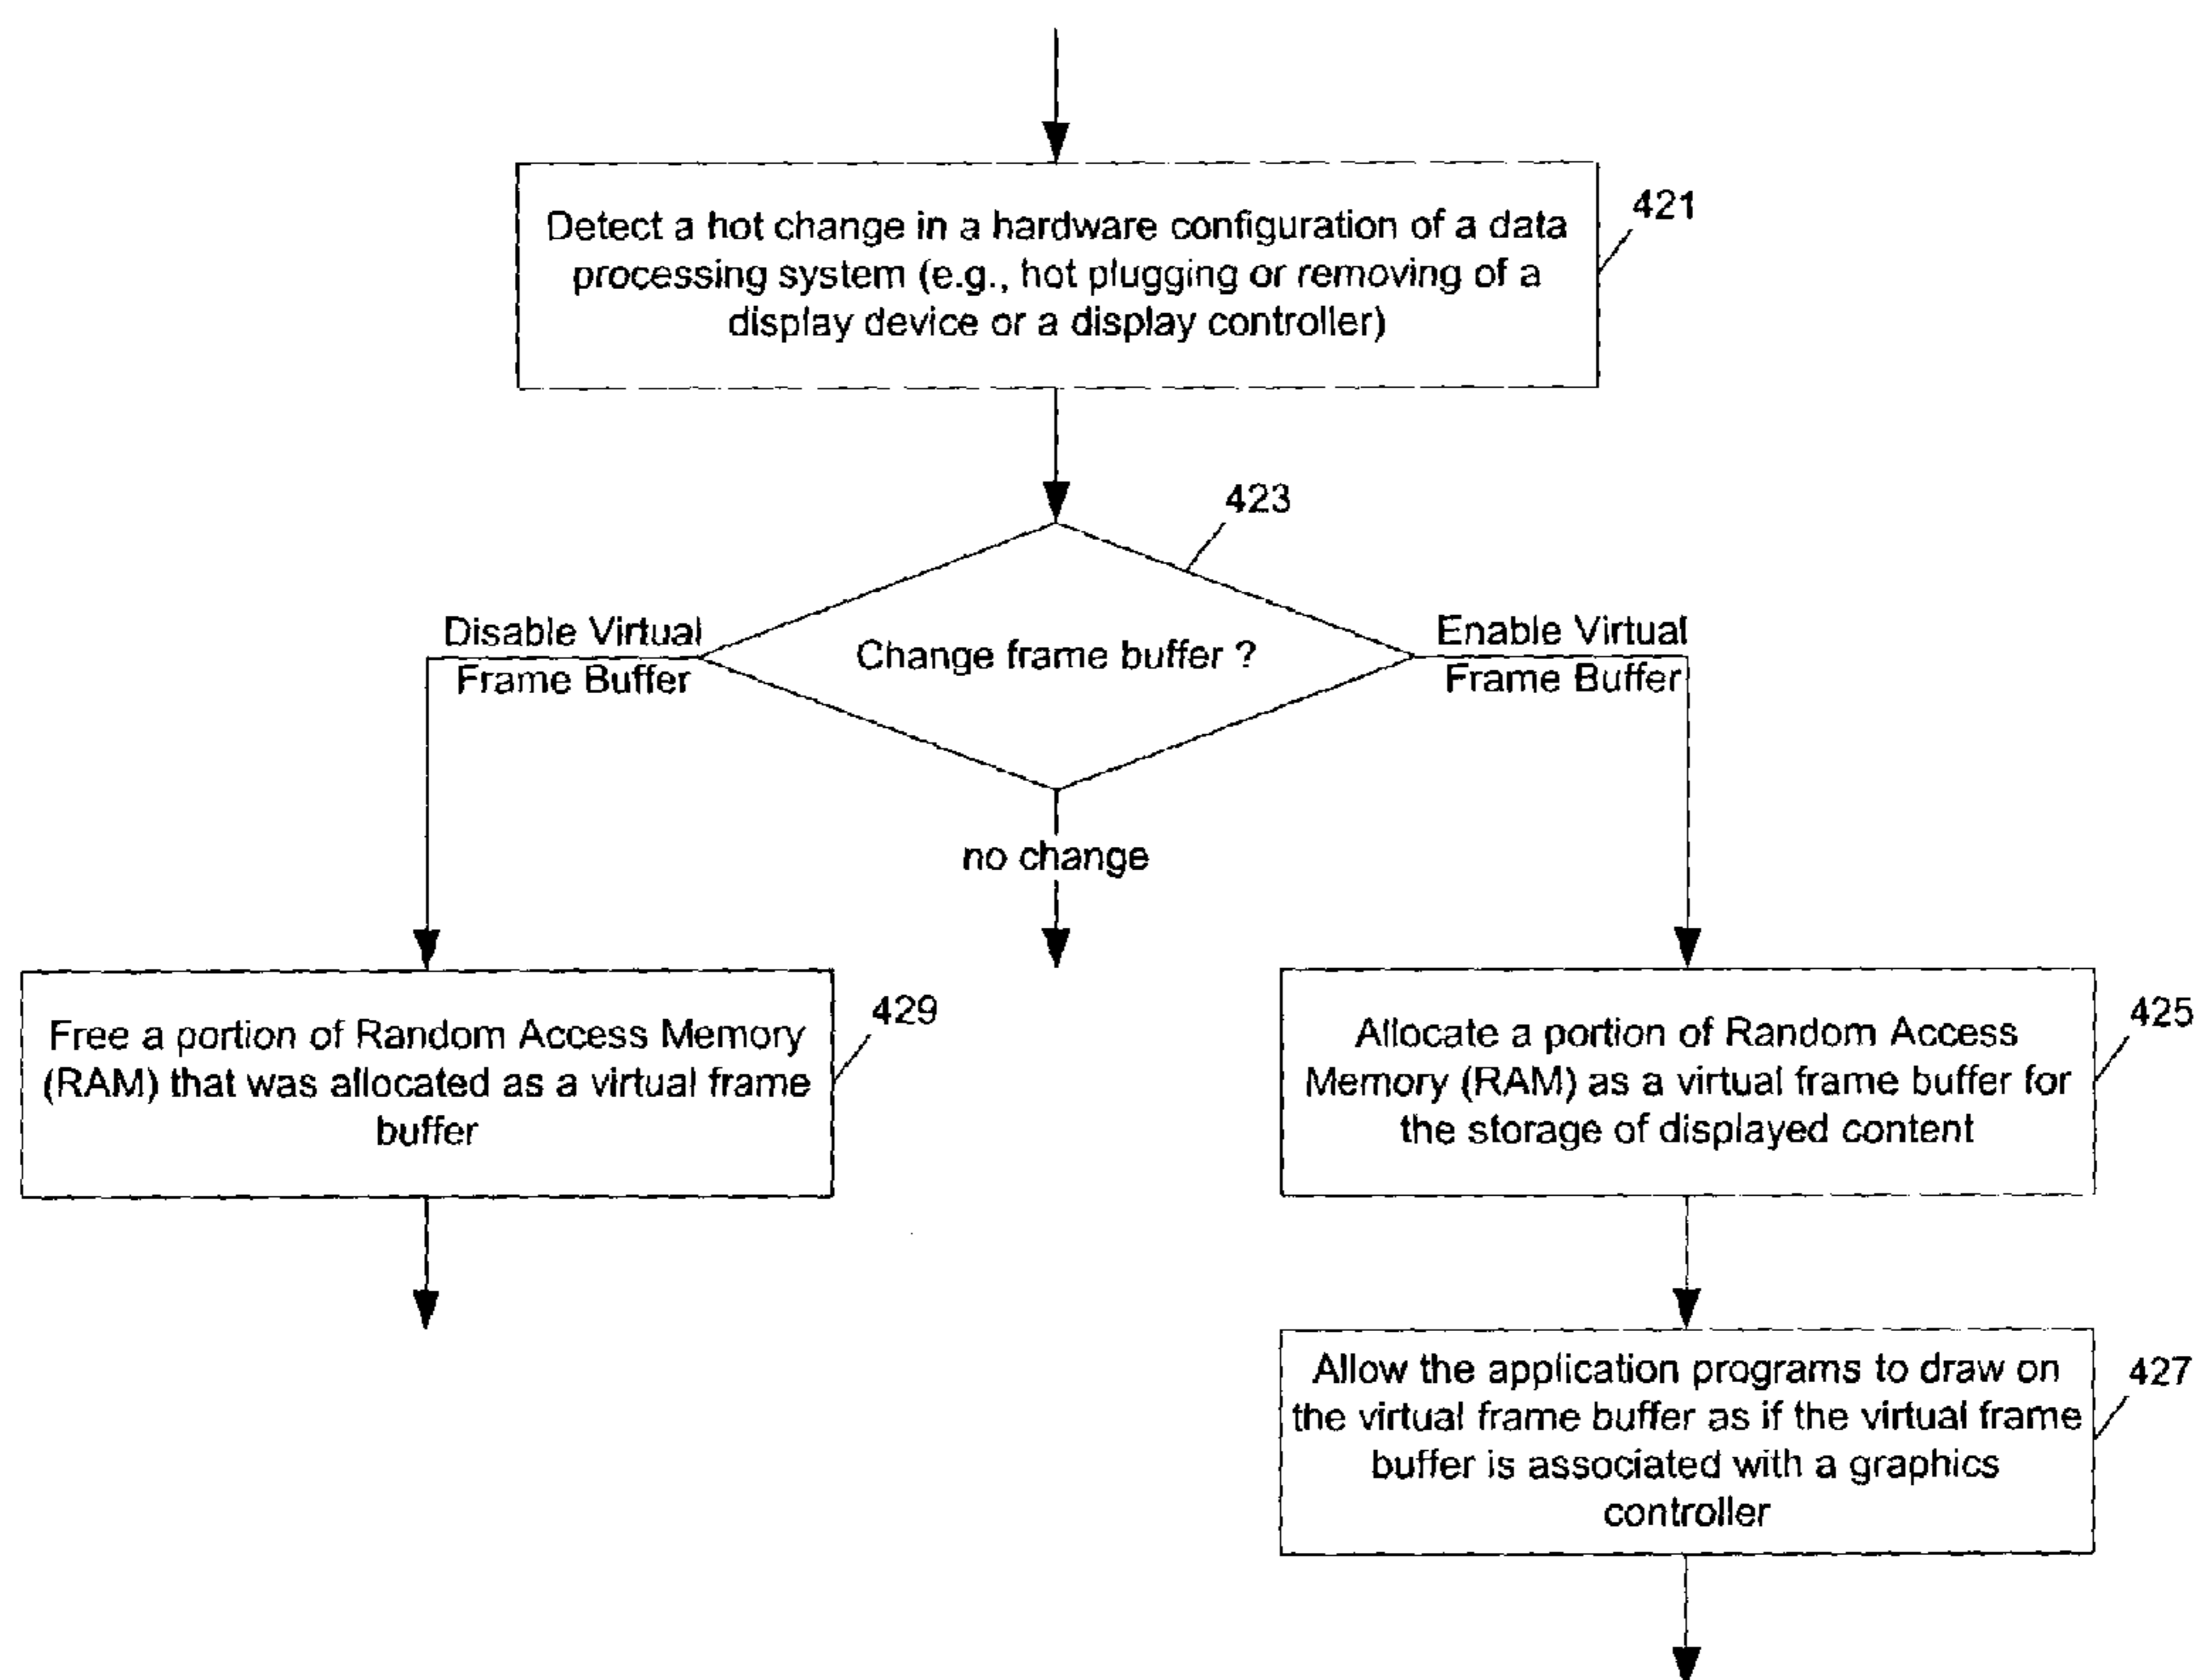 421
Detect a hot change in a hardware configuration of a data
processing system (e.g., hot plugging or removing of a
display device or a display controller)
423
Change frame buffer ?
Disable Virtual
Frame Buffer
Enable Virtual
Frame Buffer
no change
429
Free a portion of Random Access Memory
(RAM) that was allocated as a virtual frame
buffer
425
Allocate a portion of Random Access
Memory (RAM) as a virtual frame buffer for
the storage of displayed content
427
Allow the application programs to draw on
the virtual frame buffer as if the virtual frame
buffer is associated with a graphics
controller